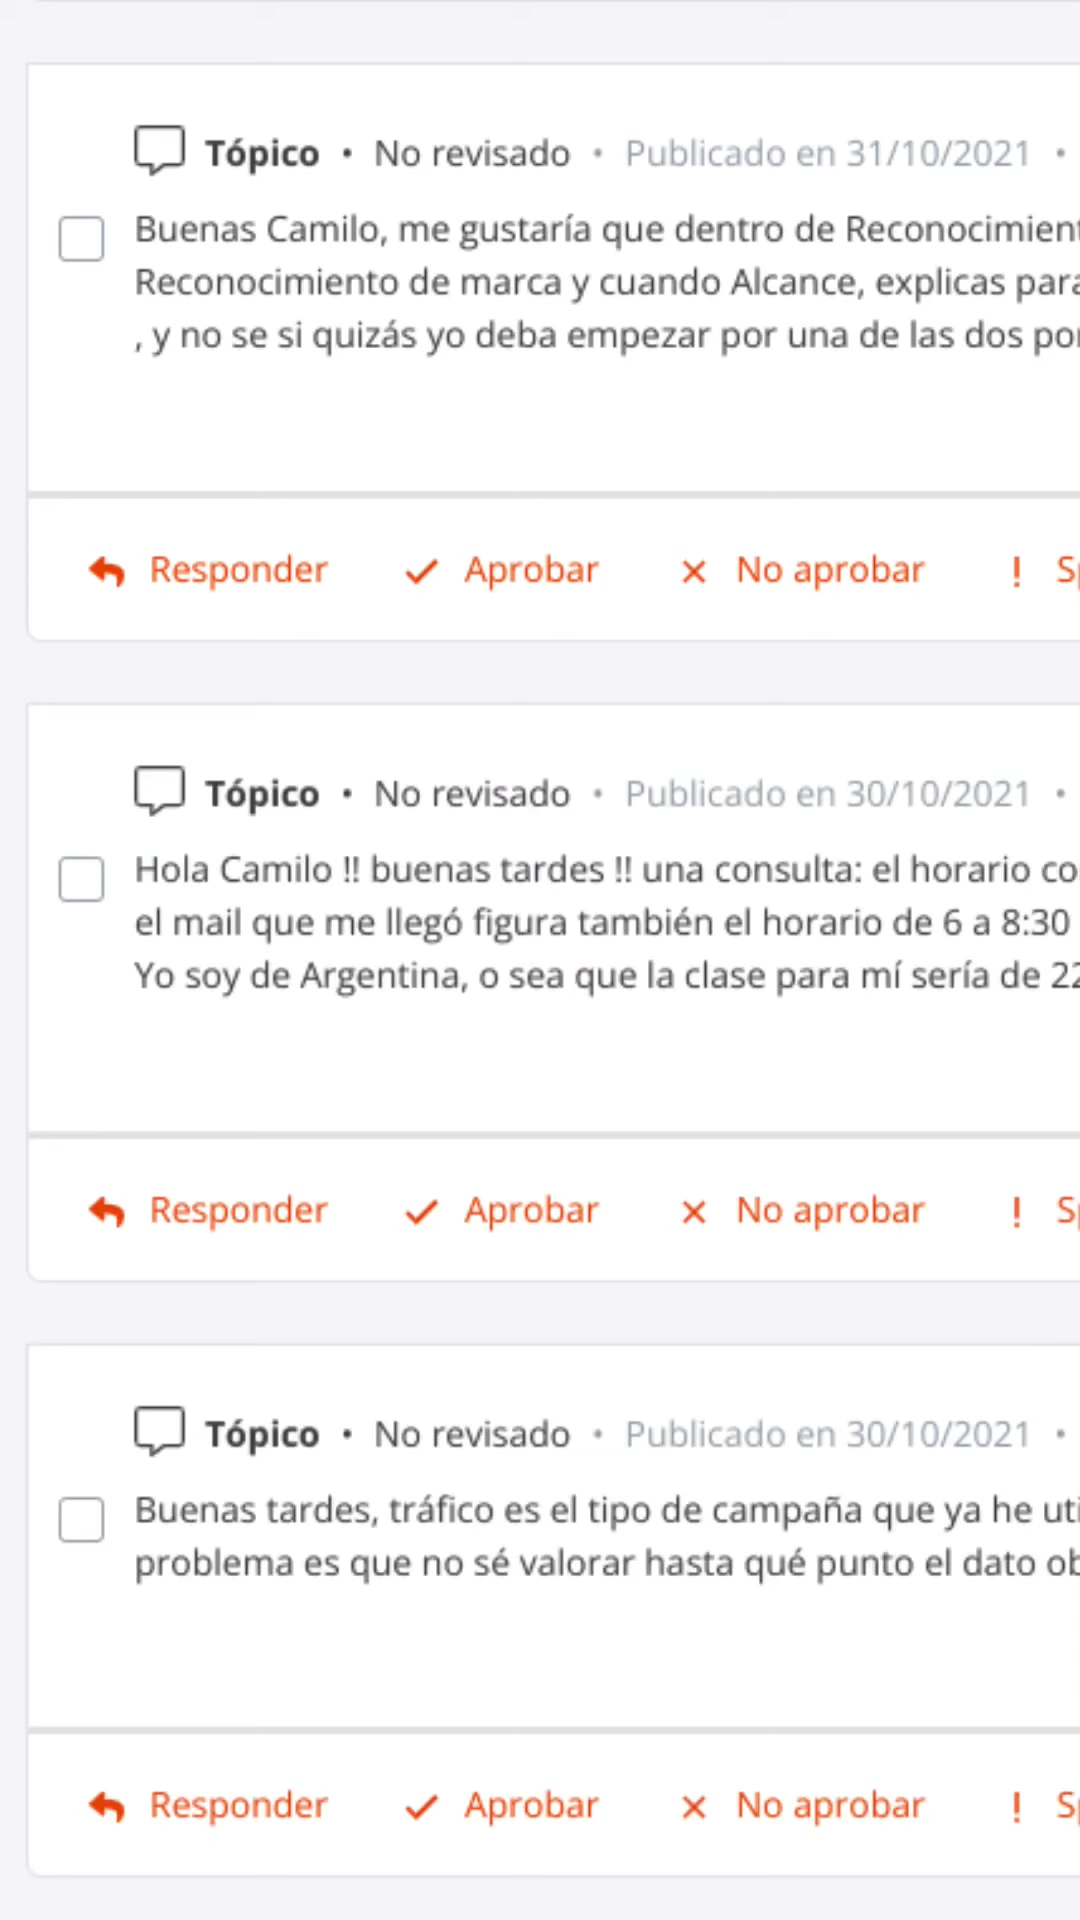 Tópico • No revisado • Publicado en 31/10/2021 •
Buenas Camilo, me gustaría que dentro de
Reconocimiento de marca y cuando Alcance, explicas
, y no se si quizás yo deba empezar por una de las dos
Responder Aprobar No aprobar !
Tópico • No revisado • Publicado en 30/10/2021 •
Hola Camilo !! buenas tardes !! una consulta: el horario
el mail que me llegó figura también el horario de 6 a 8:30
Yo soy de Argentina, o sea que la clase para mí sería de
Responder Aprobar No aprobar !
Tópico • No revisado • Publicado en 30/10/2021 •
Buenas tardes, tráfico es el tipo de campaña que ya he
problema es que no sé valorar hasta qué punto el dato
Responder Aprobar No aprobar !